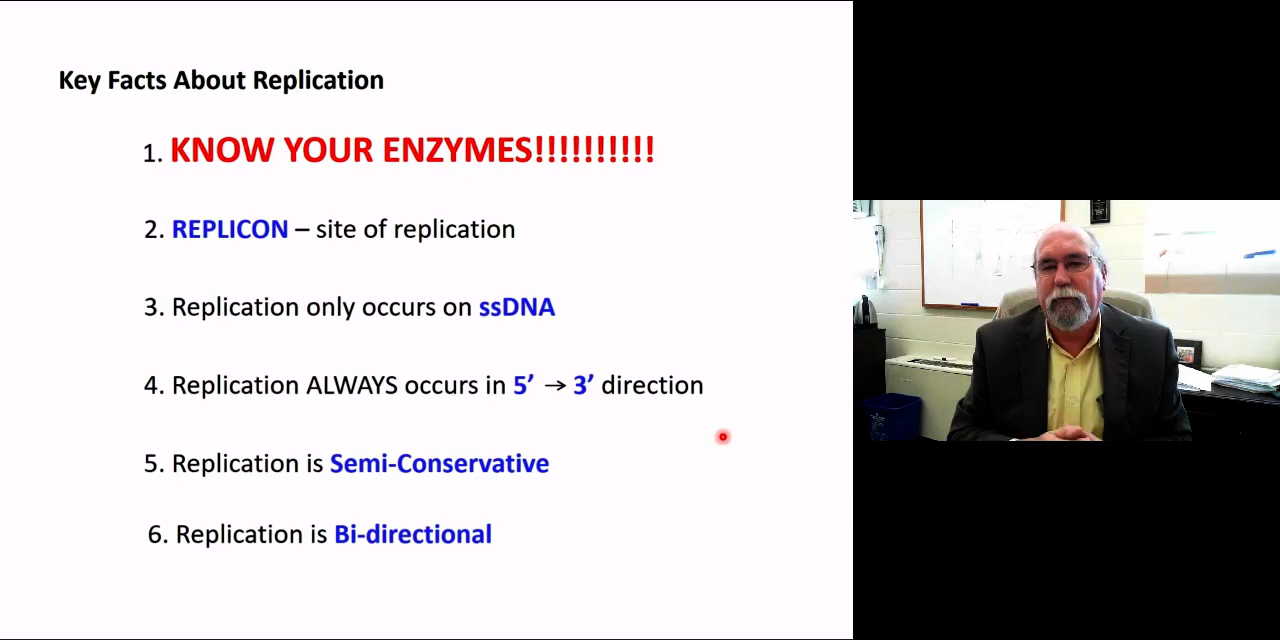 Key Facts About Replication
1. KNOW YOUR ENZYMES!!!!!!!!!!
2. REPLICON – site of replication
3. Replication only occurs on ssDNA
4. Replication ALWAYS occurs in 5’ → 3’ direction
5. Replication is Semi-Conservative
6. Replication is Bi-directional